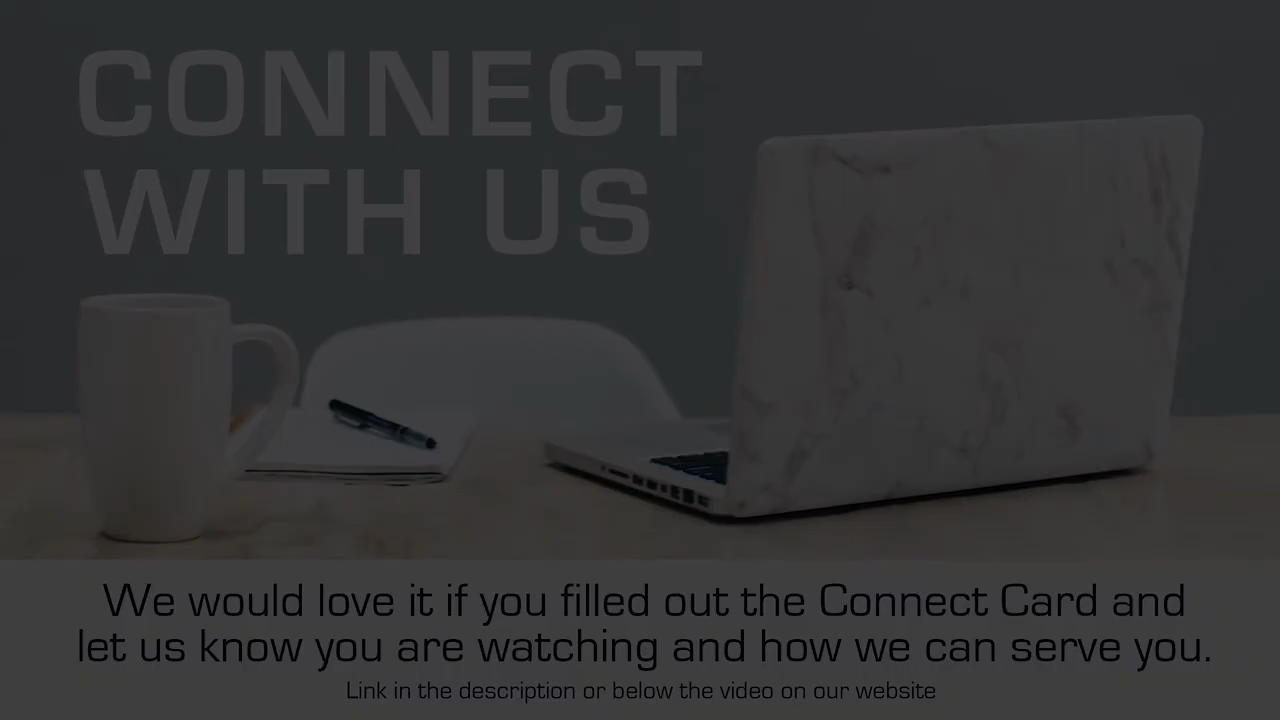 CONNECT
WITH US
We would love it if you filled out the Connect Card and
let us know you are watching and how we can serve you.
Link in the description or below the video on our website